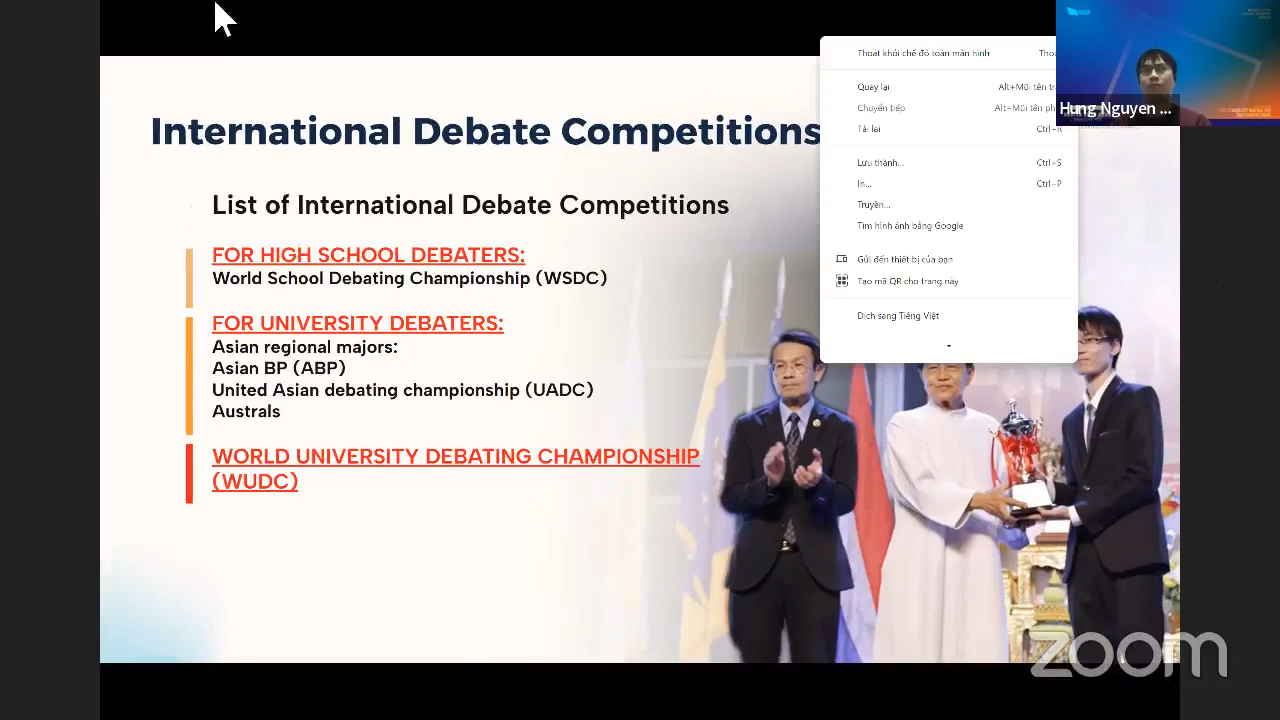 International Debate Competitions
List of International Debate Competitions
FOR HIGH SCHOOL DEBATERS:
World School Debating Championship (WSDC)
FOR UNIVERSITY DEBATERS:
Asian regional majors:
Asian BP (ABP)
United Asian debating championship (UADC)
Australs
WORLD UNIVERSITY DEBATING CHAMPIONSHIP
(WUDC)
Thoát khỏi chế độ toàn màn hình
Quay lại Alt+Mũi tên
Chuyển tiếp Alt+Mũi tên
Tải lại
Lưu thành... Ctrl+S
In... Ctrl+P
Truyền...
Tìm hình ảnh bằng Google
Gửi đến thiết bị của bạn
Tạo mã QR cho trang này
Dịch sang Tiếng Việt
Hưng Nguyen ...
zoom